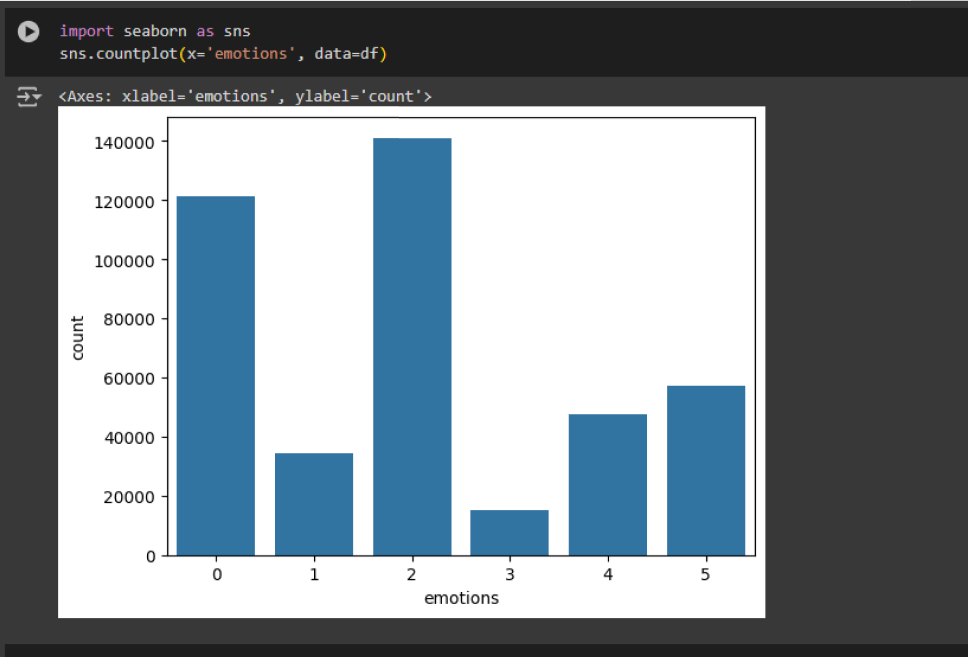 import seaborn as sns
sns.countplot(x='emotions', data=df)
<Axes: xlabel='emotions', ylabel='count'>
140000
120000
100000
80000
60000
40000
20000
0
count
0 1 2 3 4 5
emotions